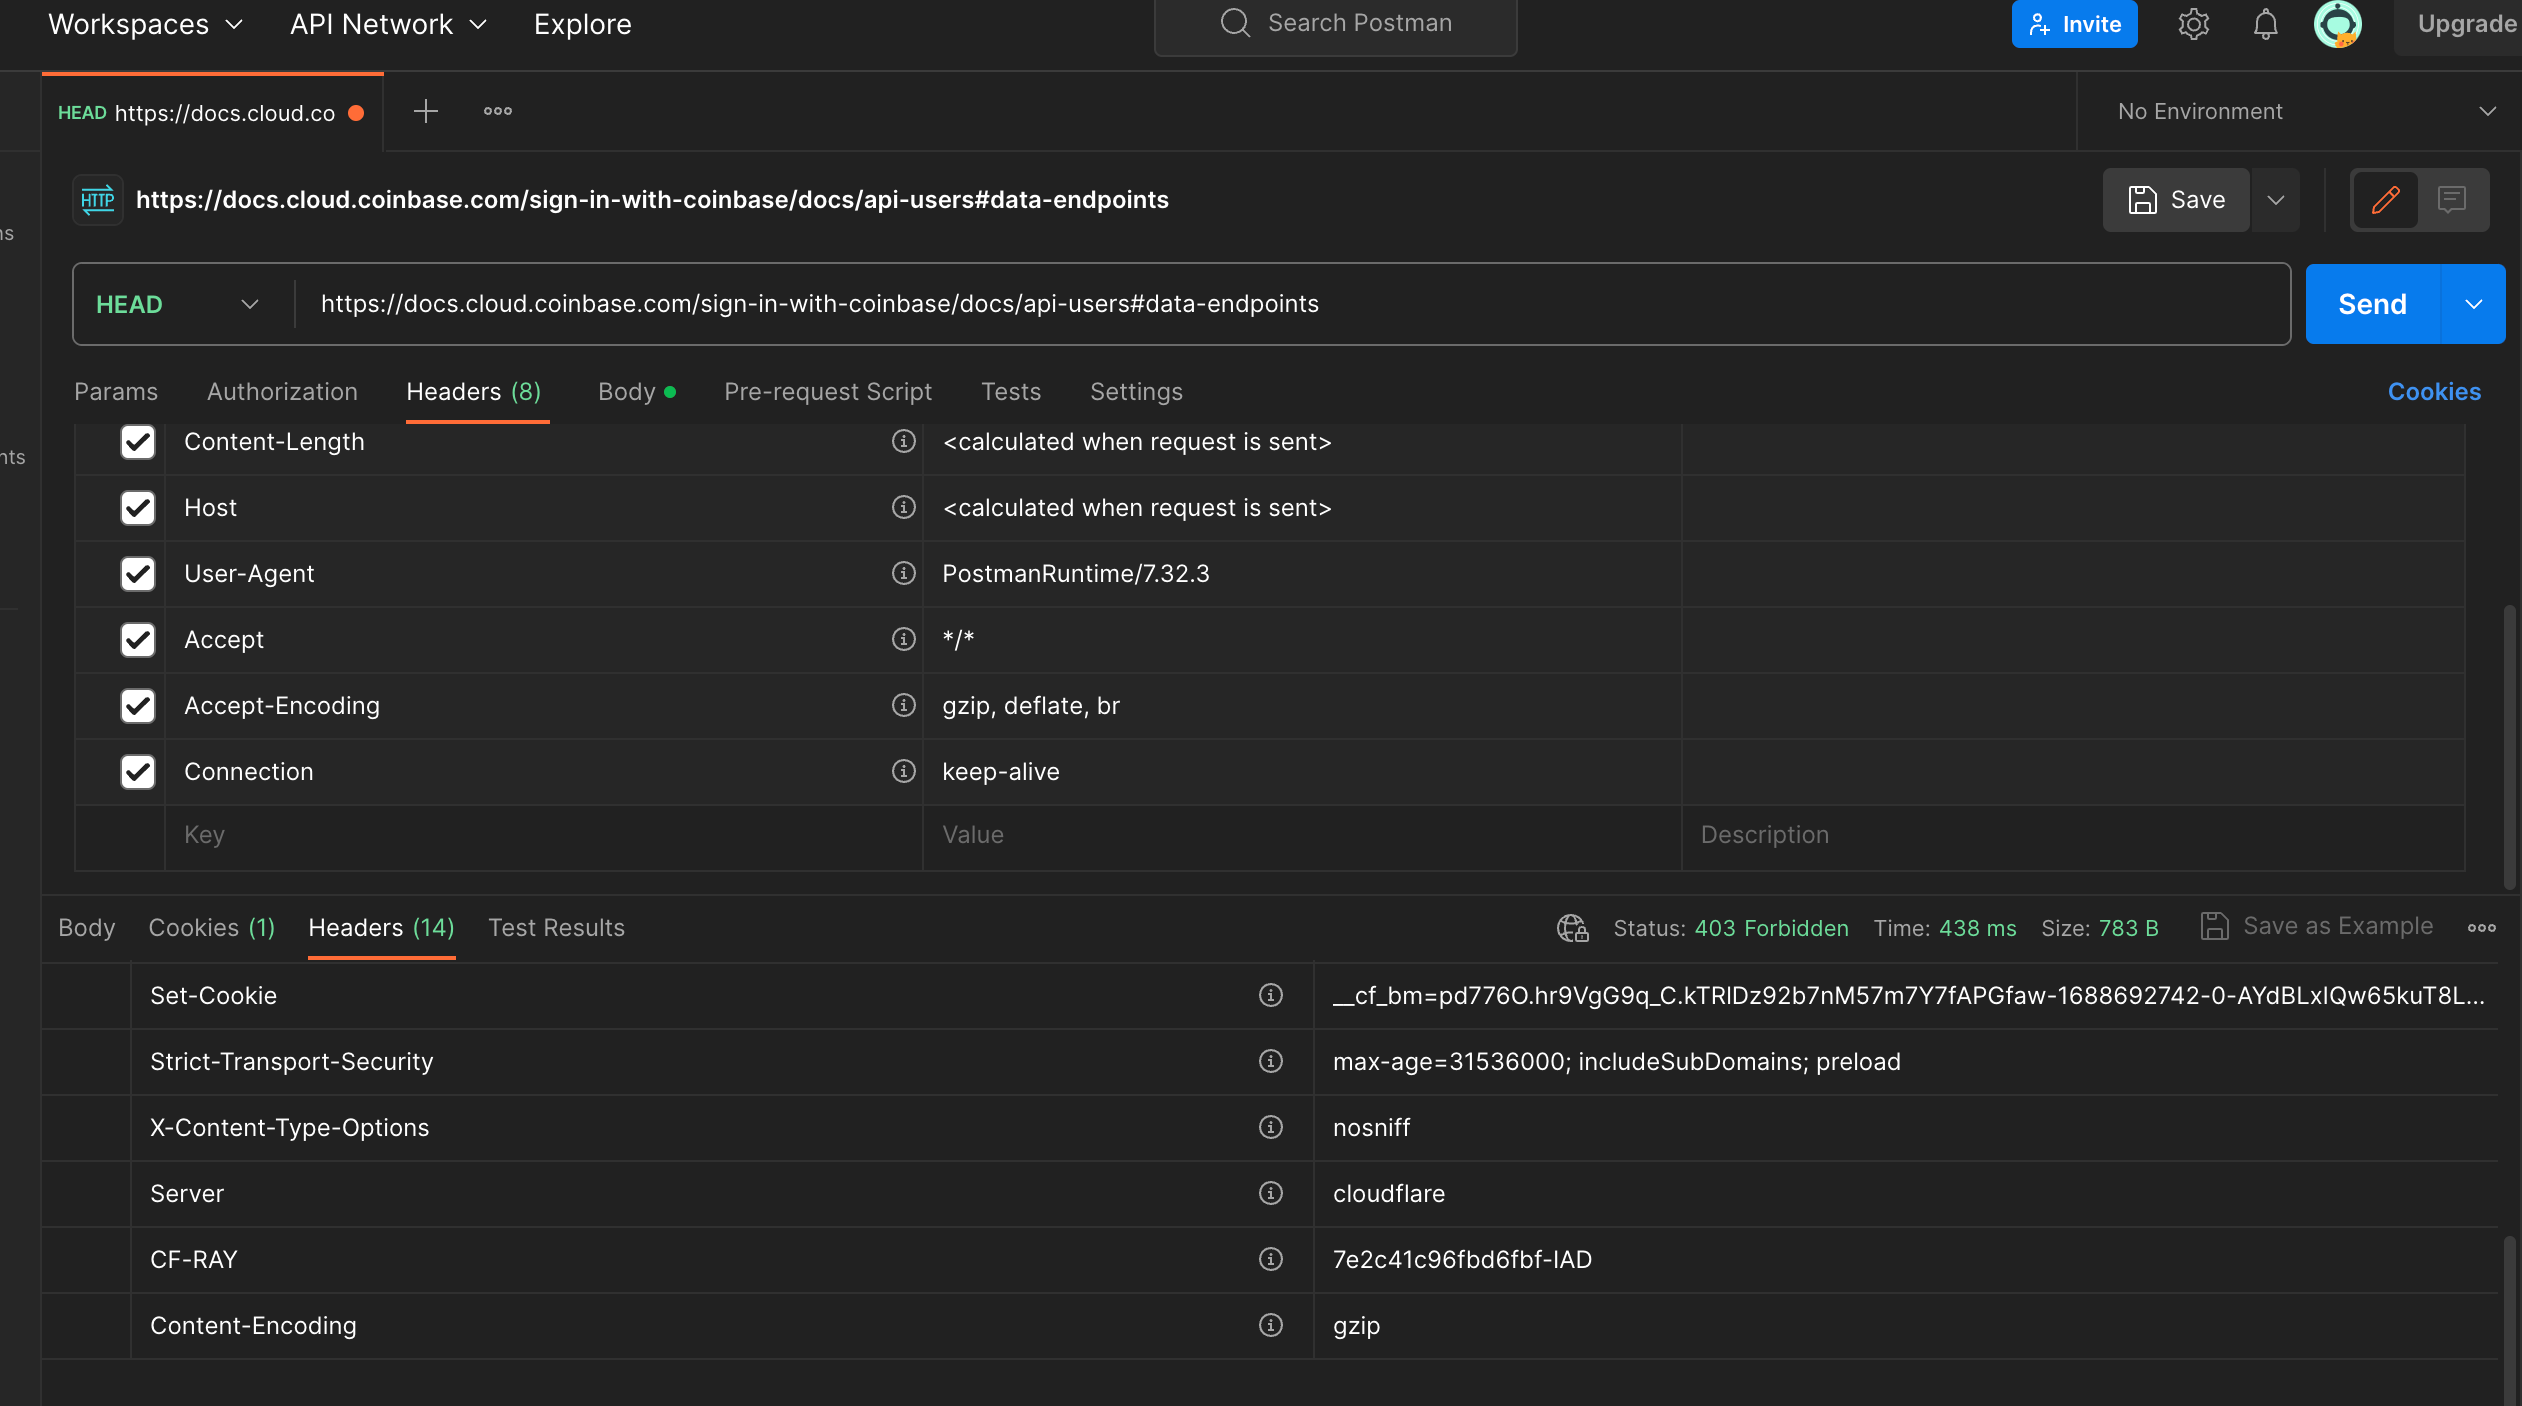 Workspaces API Network Explore Search Postman Invite Upgrade
HEAD https://docs.cloud.co No Environment
HTTP https://docs.cloud.coinbase.com/sign-in-with-coinbase/docs/api-users#data-endpoints Save
HEAD https://docs.cloud.coinbase.com/sign-in-with-coinbase/docs/api-users#data-endpoints Send
Params Authorization Headers (8) Body Pre-request Script Tests Settings Cookies
Content-Length <calculated when request is sent>
Host <calculated when request is sent>
User-Agent PostmanRuntime/7.32.3
Accept */*
Accept-Encoding gzip, deflate, br
Connection keep-alive
Key Value Description
Body Cookies (1) Headers (14) Test Results Status: 403 Forbidden Time: 438 ms Size: 783 B Save as Example
Set-Cookie __cf_bm=pd776O.hr9VgG9q_C.kTRlDz92b7nM57m7Y7fAPGfaw-1688692742-0-AYdBLxIQw65kuT8L...
Strict-Transport-Security max-age=31536000; includeSubDomains; preload
X-Content-Type-Options nosniff
Server cloudflare
CF-RAY 7e2c41c96fbd6fbf-IAD
Content-Encoding gzip